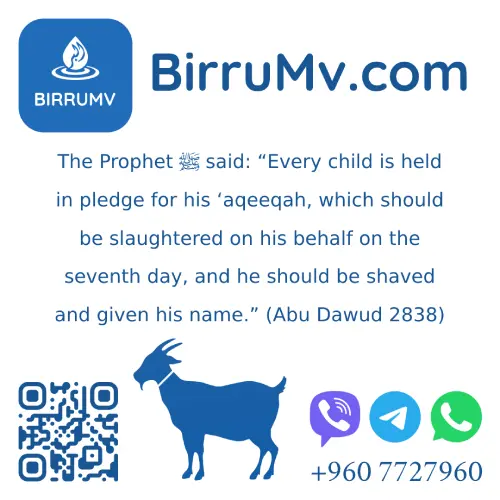 BIRRUMV
BirruMv.com
The Prophet ﷺ said: “Every child is held
in pledge for his ‘aqeeqah, which should
be slaughtered on his behalf on the
seventh day, and he should be shaved
and given his name.” (Abu Dawud 2838)
+960 7727960